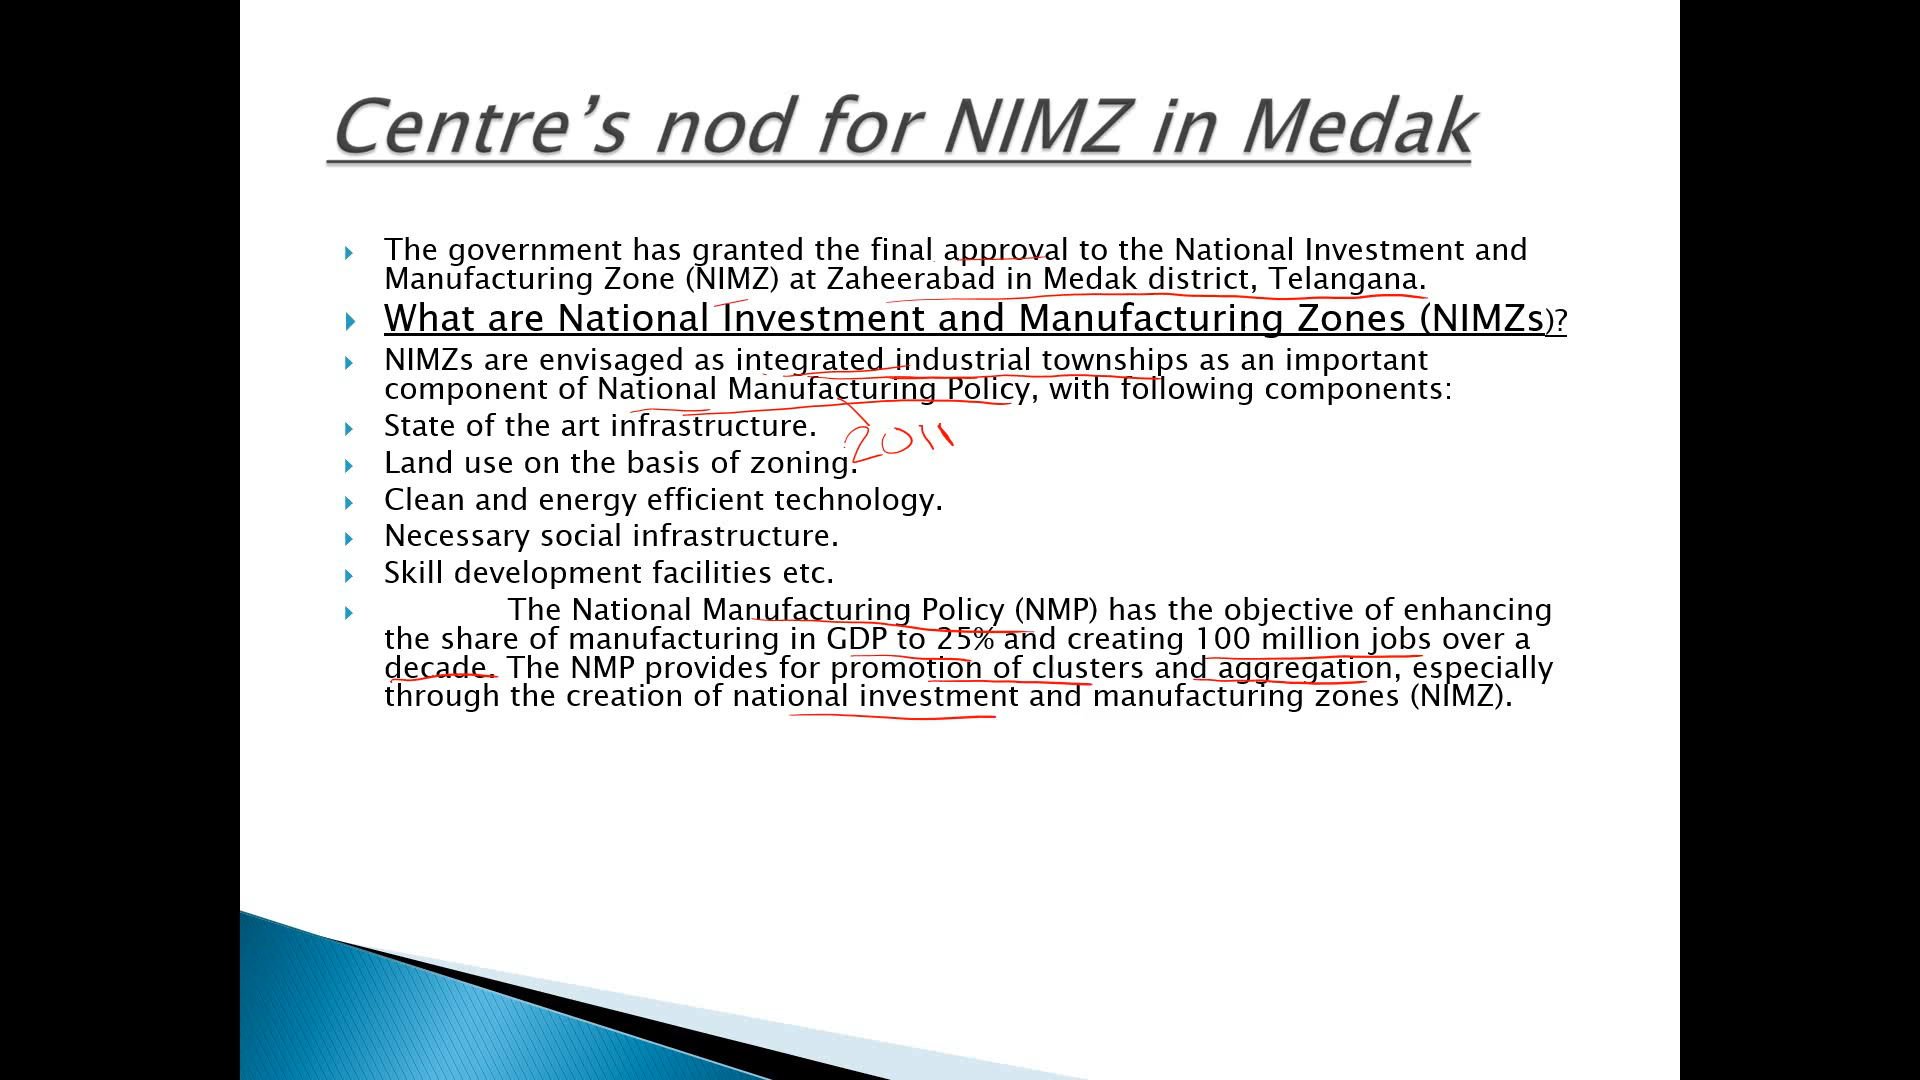 Centre’s nod for NIMZ in Medak
The government has granted the final approval to the National Investment and
Manufacturing Zone (NIMZ) at Zaheerabad in Medak district, Telangana.
What are National Investment and Manufacturing Zones (NIMZs)?
NIMZs are envisaged as integrated industrial townships as an important
component of National Manufacturing Policy, with following components:
State of the art infrastructure.
2011
Land use on the basis of zoning.
Clean and energy efficient technology.
Necessary social infrastructure.
Skill development facilities etc.
The National Manufacturing Policy (NMP) has the objective of enhancing
the share of manufacturing in GDP to 25% and creating 100 million jobs over a
decade. The NMP provides for promotion of clusters and aggregation, especially
through the creation of national investment and manufacturing zones (NIMZ).